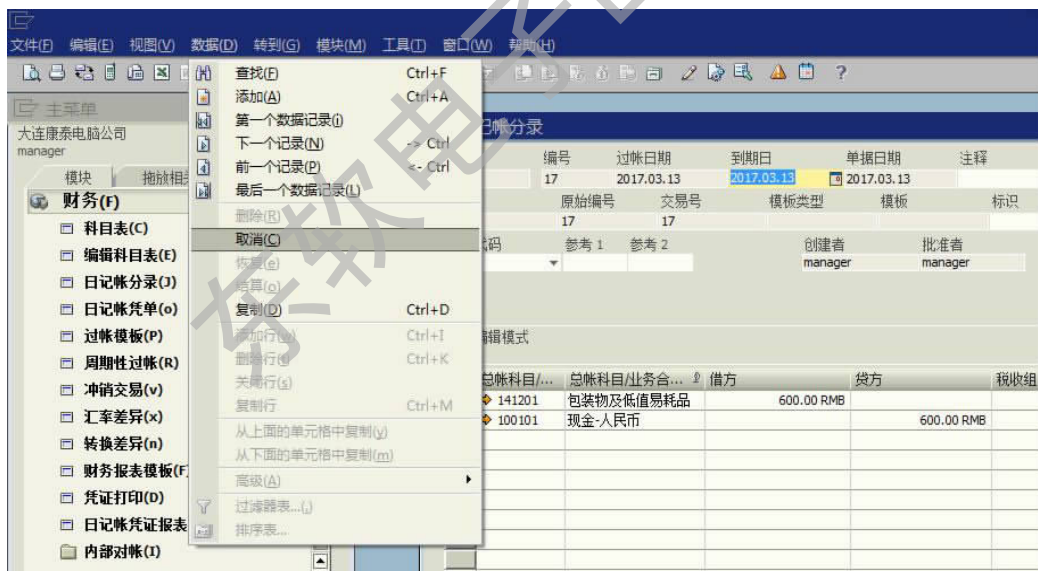 文件(F) 编辑(E) 视图(V) 数据(D) 转到(G) 模块(M) 工具(T) 窗口(W) 帮助(H)
主菜单
大连康泰电脑公司
manager
模块 拖放相
财务(F)
科目表(C)
编辑科目表(E)
日记帐分录(J)
日记帐凭单(o)
过帐模板(P)
周期性过帐(R)
冲销交易(v)
汇率差异(x)
转换差异(n)
财务报表模板(F
凭证打印(D)
日记帐凭证报表
内部对帐(I)
查找(F) Ctrl+F
添加(A) Ctrl+A
第一个数据记录(i)
下一个记录(N) -> Ctrl
前一个记录(P) <- Ctrl
最后一个数据记录(L)
删除(R)
取消(C)
恢复(e)
结算(o)
复制(D) Ctrl+D
添加行(w) Ctrl+I
删除行(t) Ctrl+K
关闭行(s)
复制行 Ctrl+M
从上面的单元格中复制(y)
从下面的单元格中复制(m)
高级(A)
过滤器表...(,)
排序表...
记帐分录
编号 过帐日期 到期日 单据日期 注释
17 2017.03.13 2017.03.13 2017.03.13
原始编号 交易号 模板类型 模板 标识
17 17
代码 参考 1 参考 2 创建者 批准者
manager manager
编辑模式
总帐科目/... 总帐科目/业务合... 借方 贷方 税收组
141201 包装物及低值易耗品 600.00 RMB
100101 现金-人民币 600.00 RMB
东软电子